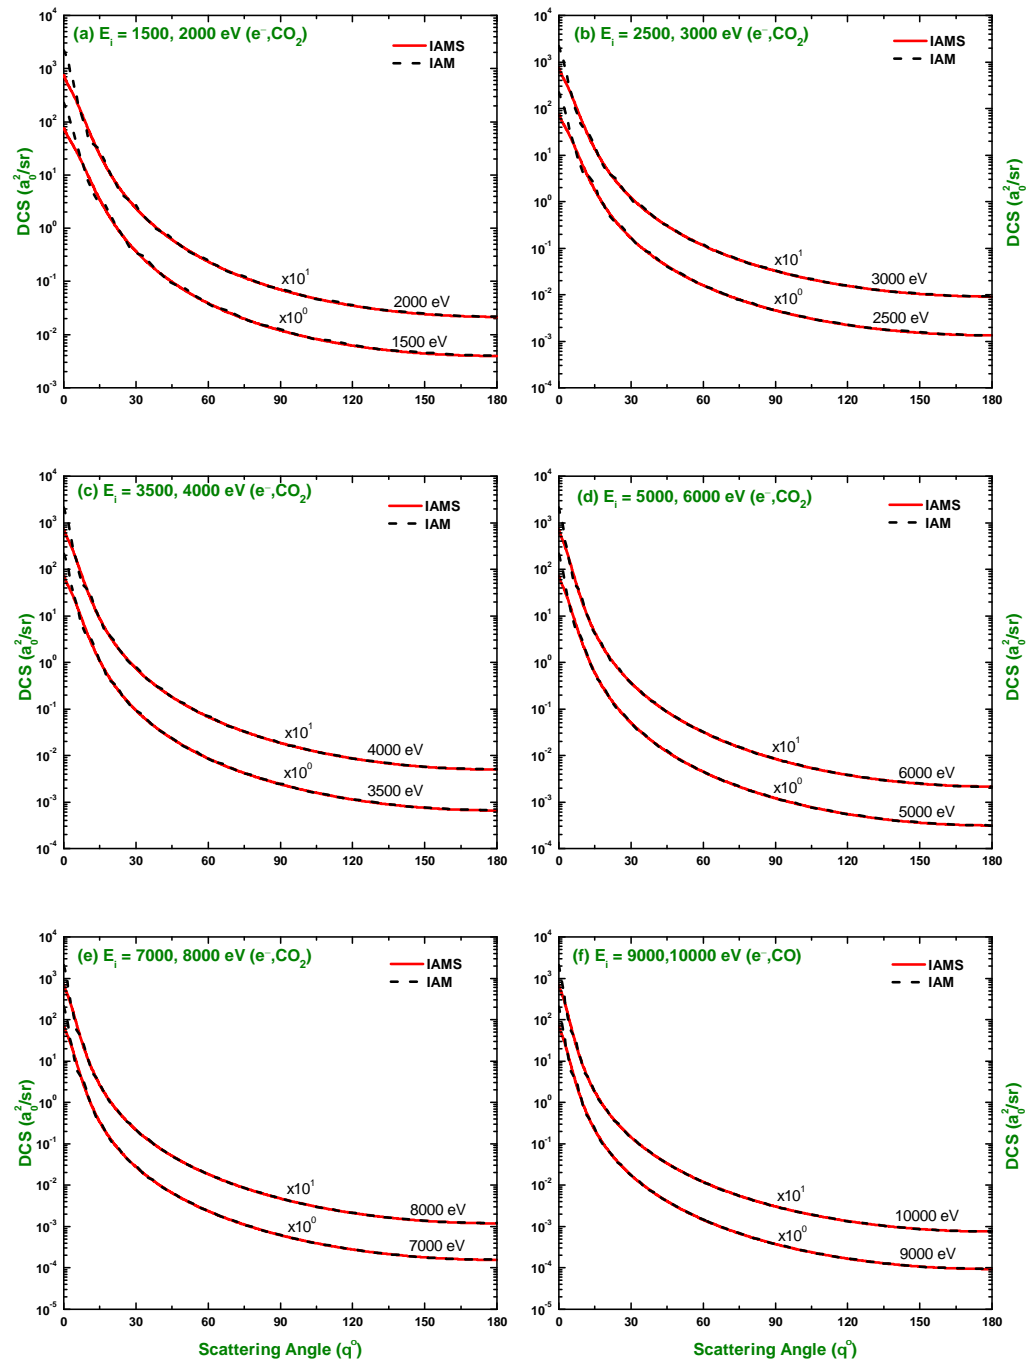 (a) Eᵢ = 1500, 2000 eV (e⁻,CO₂)
IAMS
IAM
DCS (a₀²/sr)
10³
10²
10¹
10⁰
10⁻¹
10⁻²
10⁻³
x10¹
2000 eV
x10⁰
1500 eV
0 30 60 90 120 150 180
(b) Eᵢ = 2500, 3000 eV (e⁻,CO₂)
IAMS
IAM
DCS (a₀²/sr)
10⁴
10³
10²
10¹
10⁰
10⁻¹
10⁻²
10⁻³
10⁻⁴
x10¹
3000 eV
x10⁰
2500 eV
0 30 60 90 120 150 180
(c) Eᵢ = 3500, 4000 eV (e⁻,CO₂)
IAMS
IAM
DCS (a₀²/sr)
10⁴
10³
10²
10¹
10⁰
10⁻¹
10⁻²
10⁻³
10⁻⁴
x10¹
4000 eV
x10⁰
3500 eV
0 30 60 90 120 150 180
(d) Eᵢ = 5000, 6000 eV (e⁻,CO₂)
IAMS
IAM
DCS (a₀²/sr)
10⁴
10³
10²
10¹
10⁰
10⁻¹
10⁻²
10⁻³
10⁻⁴
x10¹
6000 eV
x10⁰
5000 eV
0 30 60 90 120 150 180
(e) Eᵢ = 7000, 8000 eV (e⁻,CO₂)
IAMS
IAM
DCS (a₀²/sr)
10⁴
10³
10²
10¹
10⁰
10⁻¹
10⁻²
10⁻³
10⁻⁴
10⁻⁵
x10¹
8000 eV
x10⁰
7000 eV
0 30 60 90 120 150 180
Scattering Angle (qº)
(f) Eᵢ = 9000,10000 eV (e⁻,CO)
IAMS
IAM
DCS (a₀²/sr)
10⁴
10³
10²
10¹
10⁰
10⁻¹
10⁻²
10⁻³
10⁻⁴
10⁻⁵
x10¹
10000 eV
x10⁰
9000 eV
0 30 60 90 120 150 180
Scattering Angle (qº)